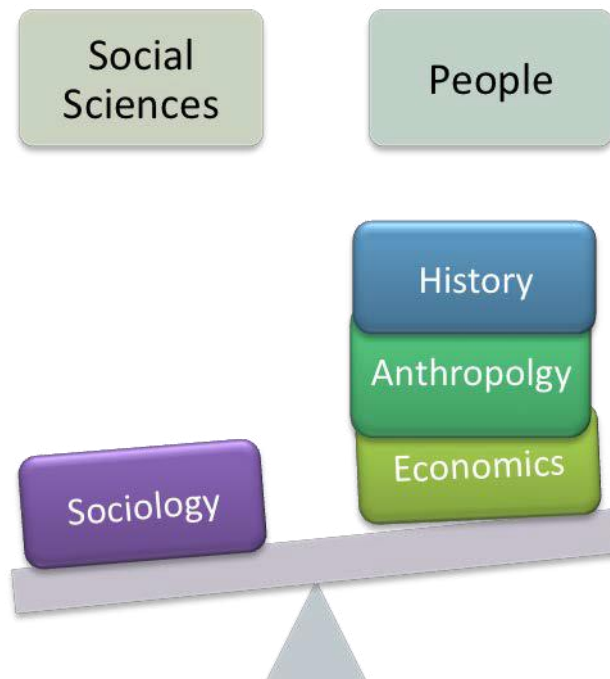 Social
Sciences
People
History
Anthropolgy
Economics
Sociology